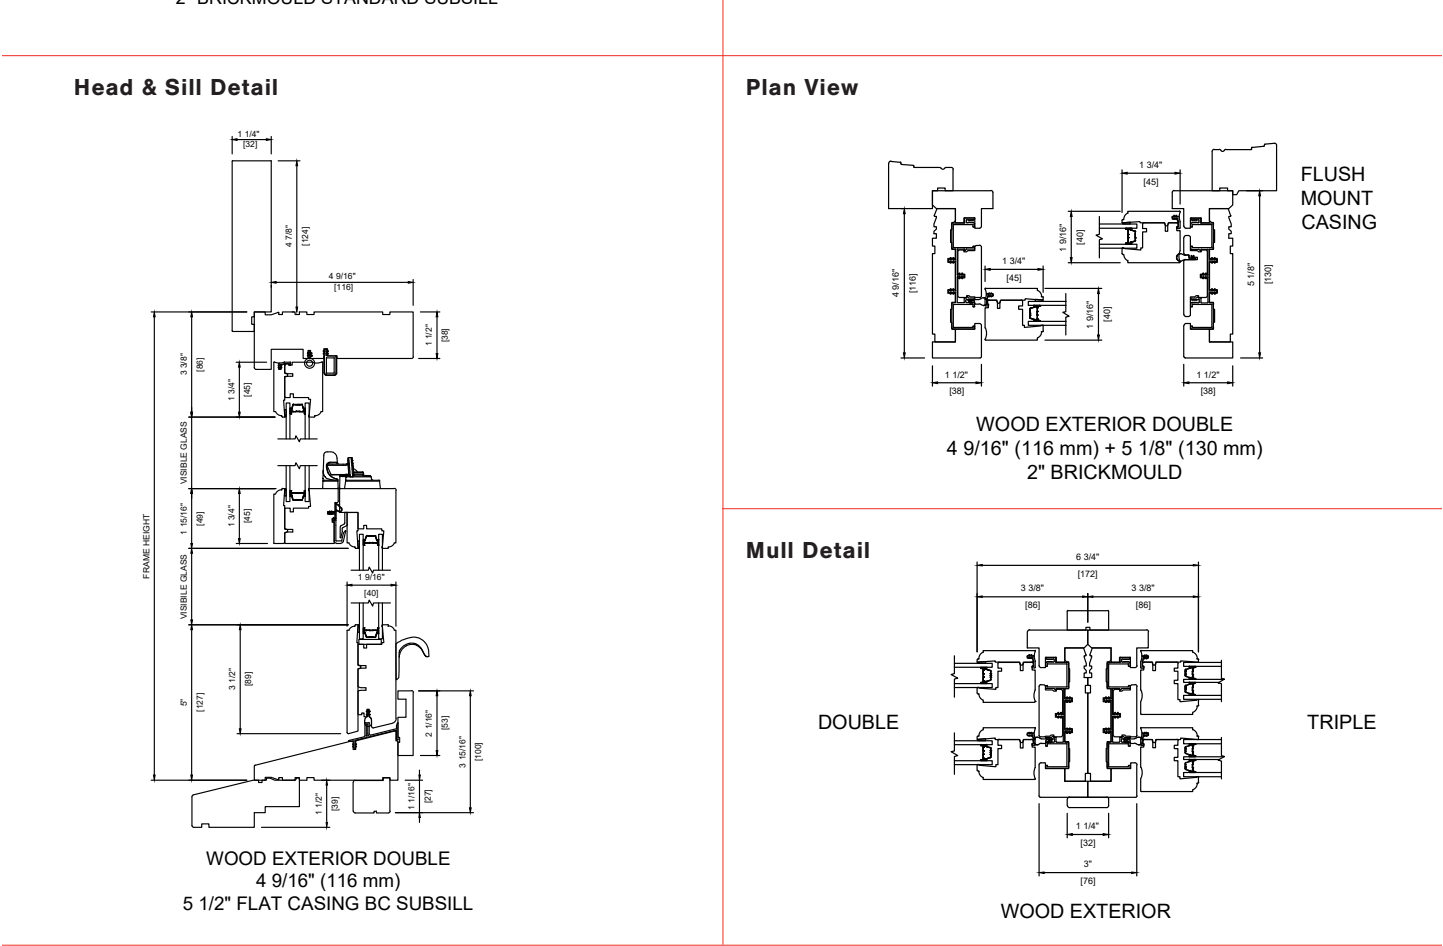 2" BRICKMOULD STANDARD SUBSILL
Head & Sill Detail
1 1/4"
[32]
4 7/8"
[124]
4 9/16"
[116]
1 1/2"
[38]
3 3/8"
[86]
1 3/4"
[45]
VISIBLE GLASS
1 15/16"
[49]
1 3/4"
[45]
FRAME HEIGHT
VISIBILE GLASS
1 9/16"
[40]
3 1/2"
[89]
5"
[127]
2 1/16"
[53]
3 15/16"
[100]
1 1/2"
[39]
1 1/16"
[27]
WOOD EXTERIOR DOUBLE
4 9/16" (116 mm)
5 1/2" FLAT CASING BC SUBSILL
Plan View
1 3/4"
[45]
FLUSH
MOUNT
CASING
1 9/16"
[40]
4 9/16"
[116]
1 3/4"
[45]
1 9/16"
[40]
5 1/8"
[130]
1 1/2"
[38]
1 1/2"
[38]
WOOD EXTERIOR DOUBLE
4 9/16" (116 mm) + 5 1/8" (130 mm)
2" BRICKMOULD
Mull Detail
6 3/4"
[172]
3 3/8"
[86]
3 3/8"
[86]
DOUBLE
TRIPLE
1 1/4"
[32]
3"
[76]
WOOD EXTERIOR